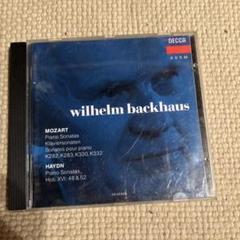 DECCA
wilhelm backhaus
MOZART
Piano Sonatas
Klaviersonaten
Sonates pour piano
K282, K283, K330, K332
HAYDN
Piano Sonatas,
Hob. XVI: 48 & 52